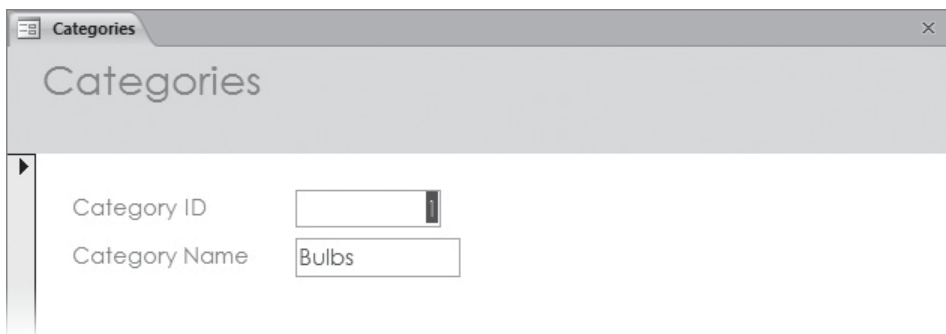 Categories
Categories
Category ID
1
Category Name
Bulbs